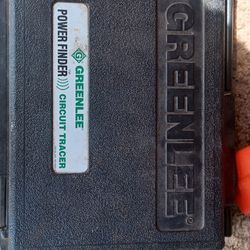 G GREENLEE
POWER FINDER))))
CIRCUIT TRACER
GREENLEE